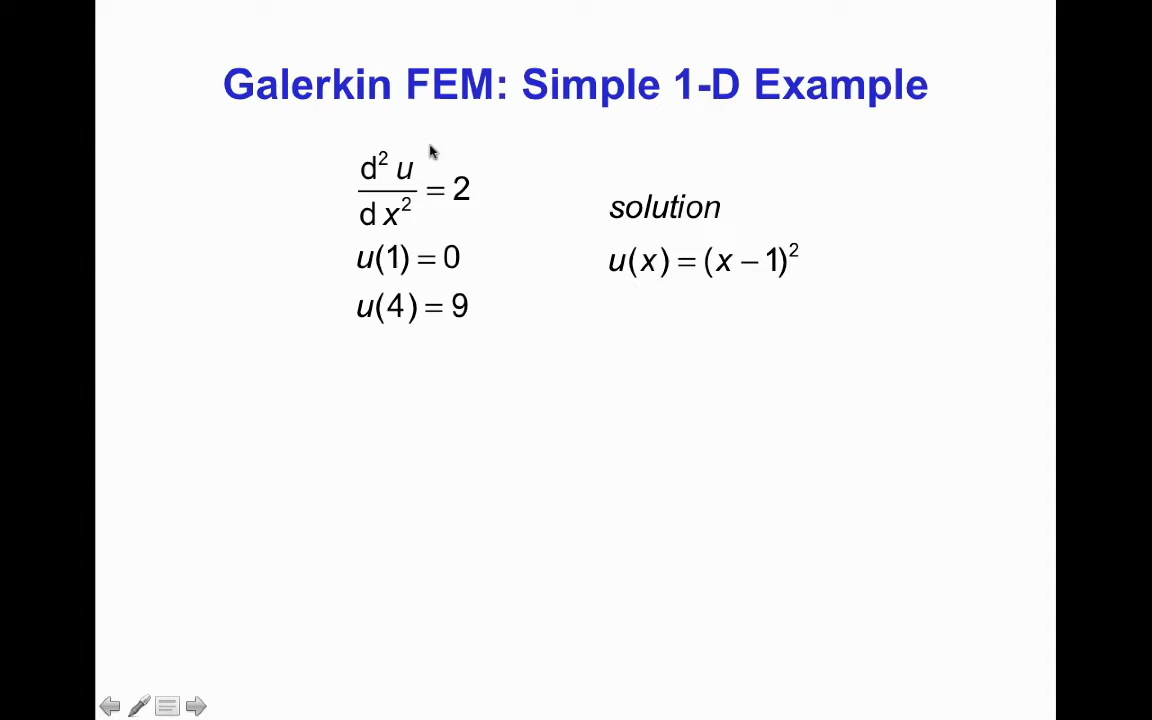 Galerkin FEM: Simple 1-D Example
d² u
d x² = 2
u(1) = 0
u(4) = 9
solution
u(x) = (x − 1)²